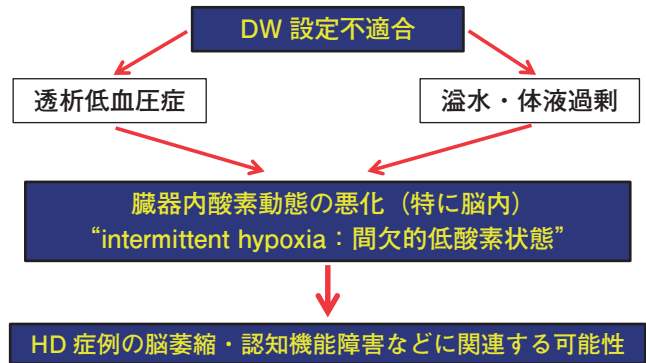 DW 設定不適合
透析低血圧症
溢水・体液過剰
臓器内酸素動態の悪化（特に脳内）
“intermittent hypoxia：間欠的低酸素状態”
HD 症例の脳萎縮・認知機能障害などに関連する可能性